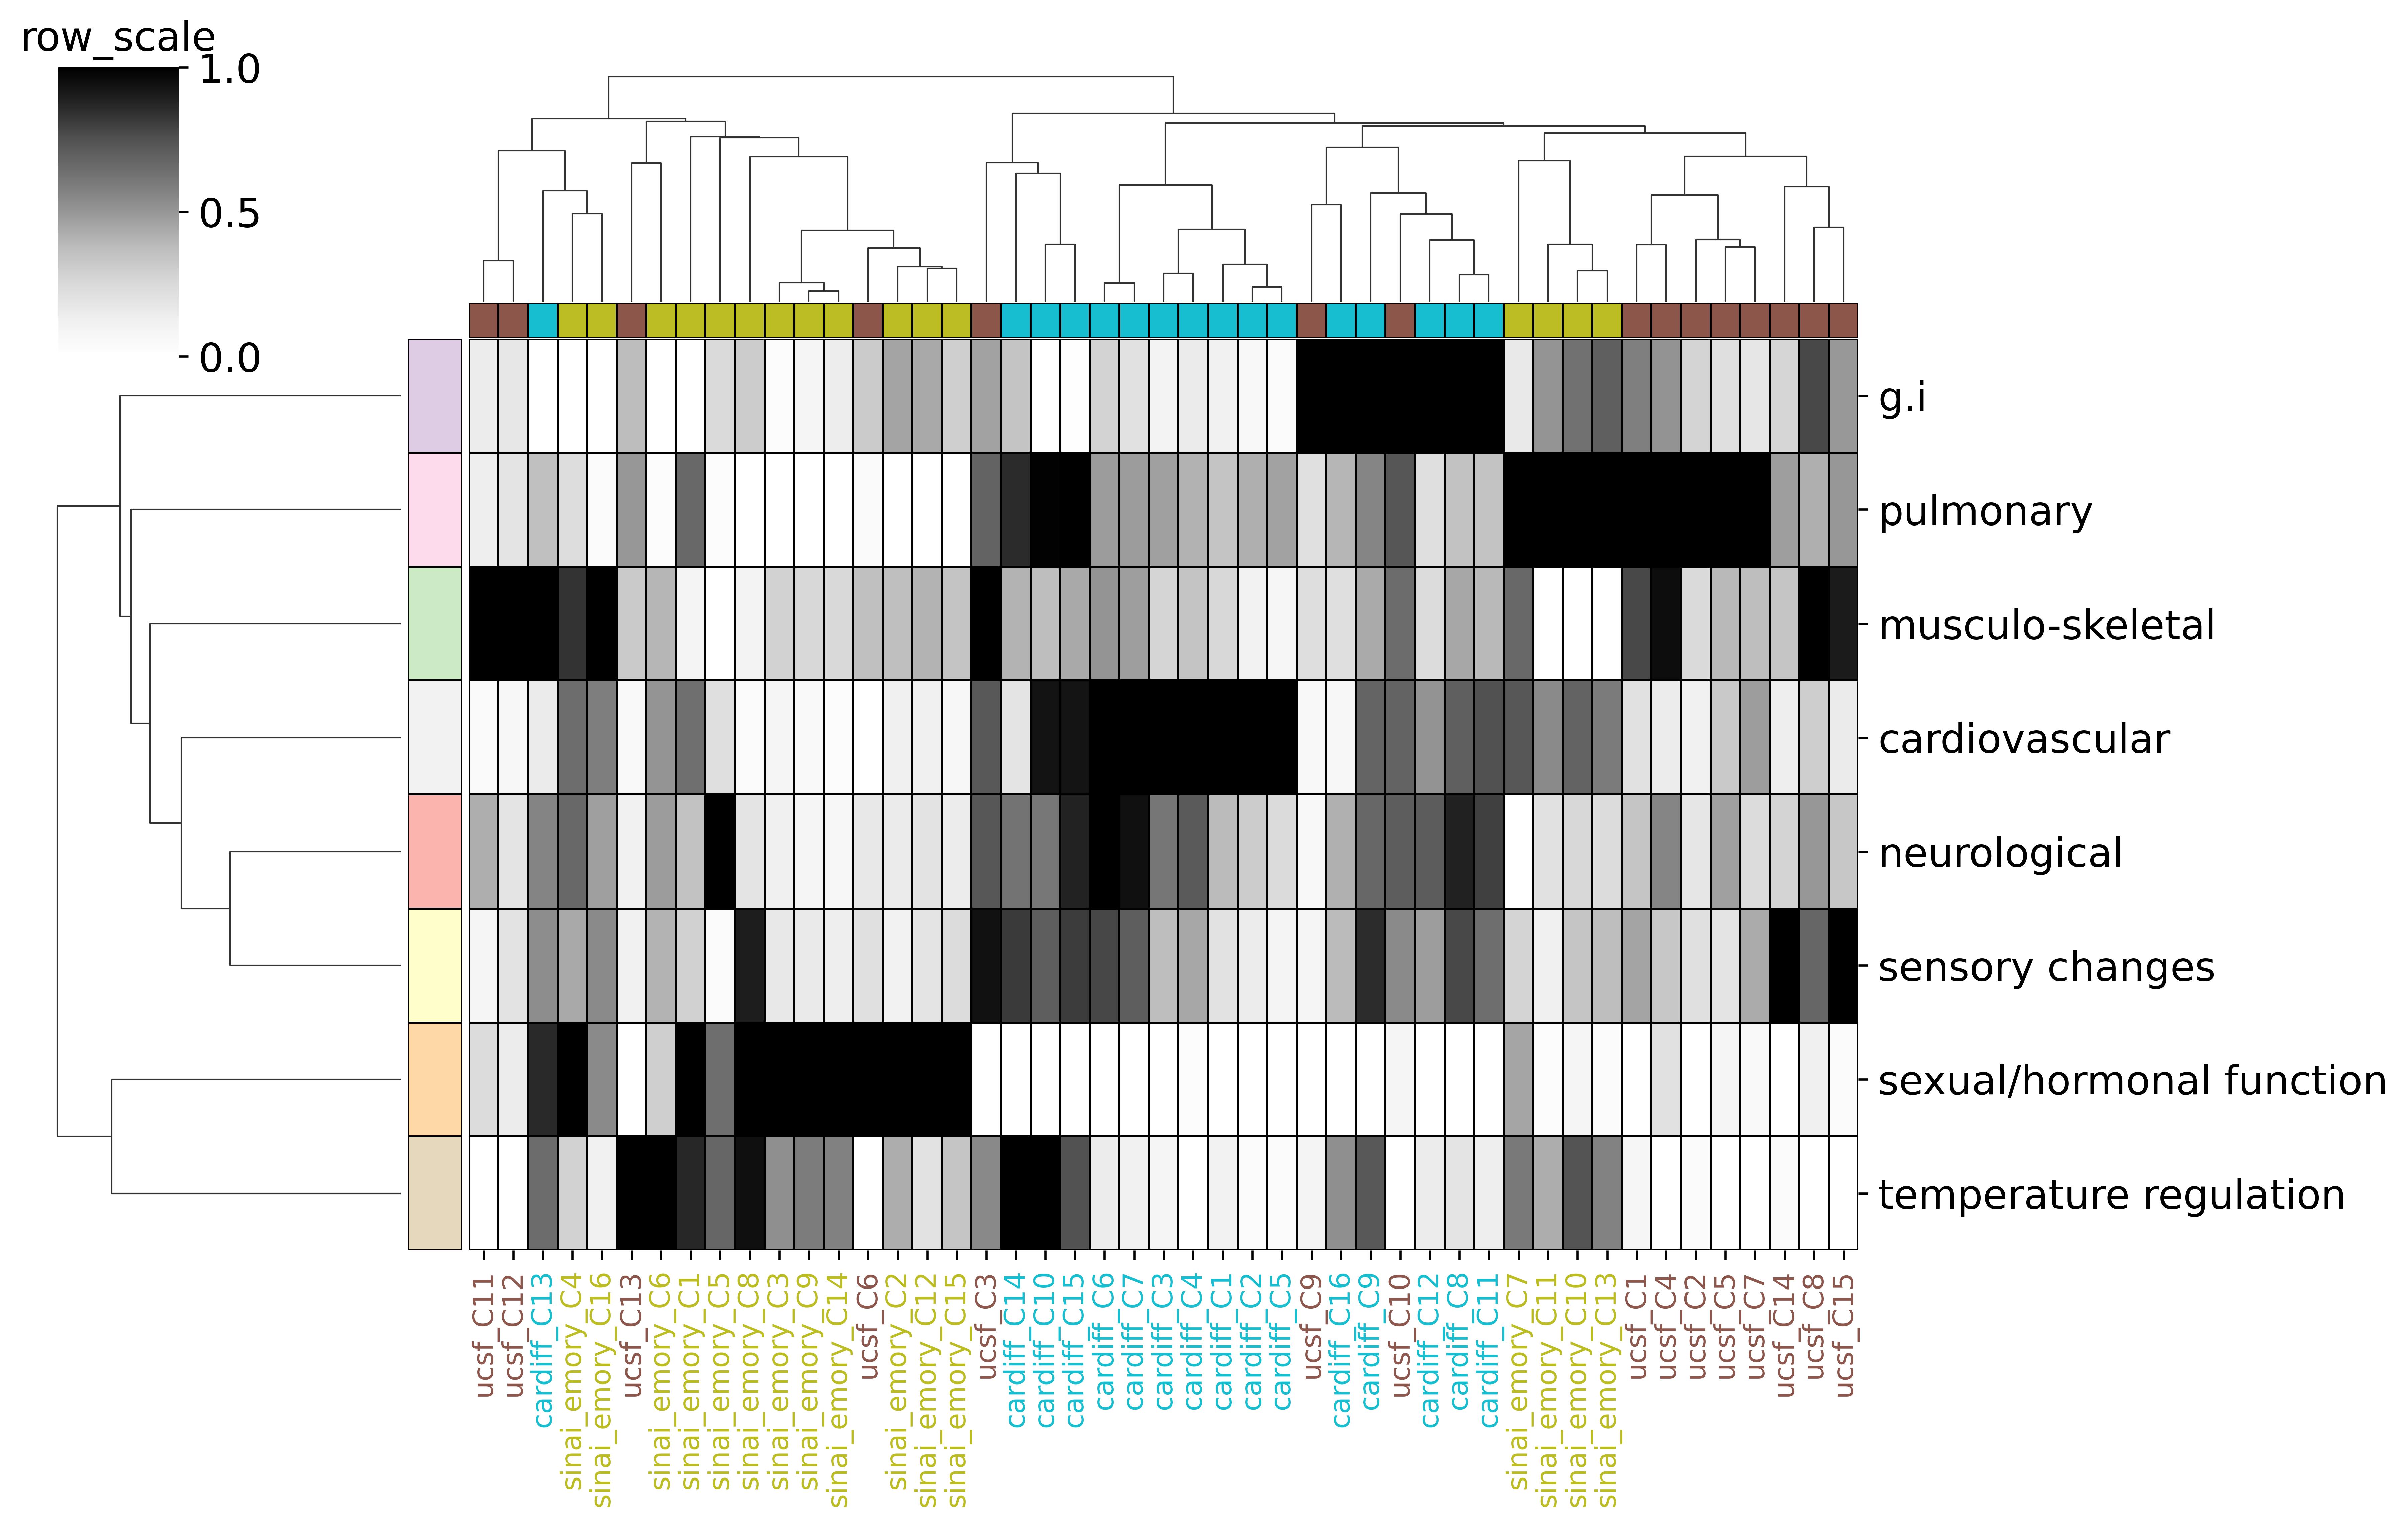 row_scale
1.0
0.5
0.0
g.i
pulmonary
musculo-skeletal
cardiovascular
neurological
sensory changes
sexual/hormonal function
temperature regulation
ucsf_C11
ucsf_C12
cardiff_C13
sinai_emory_C4
sinai_emory_C16
ucsf_C13
sinai_emory_C6
sinai_emory_C1
sinai_emory_C5
sinai_emory_C8
sinai_emory_C3
sinai_emory_C9
sinai_emory_C14
ucsf_C6
sinai_emory_C2
sinai_emory_C12
sinai_emory_C15
ucsf_C3
cardiff_C14
cardiff_C10
cardiff_C15
cardiff_C6
cardiff_C7
cardiff_C3
cardiff_C4
cardiff_C1
cardiff_C2
cardiff_C5
ucsf_C9
cardiff_C16
cardiff_C9
ucsf_C10
cardiff_C12
cardiff_C8
cardiff_C11
sinai_emory_C7
sinai_emory_C11
sinai_emory_C10
sinai_emory_C13
ucsf_C1
ucsf_C4
ucsf_C2
ucsf_C5
ucsf_C7
ucsf_C14
ucsf_C8
ucsf_C15